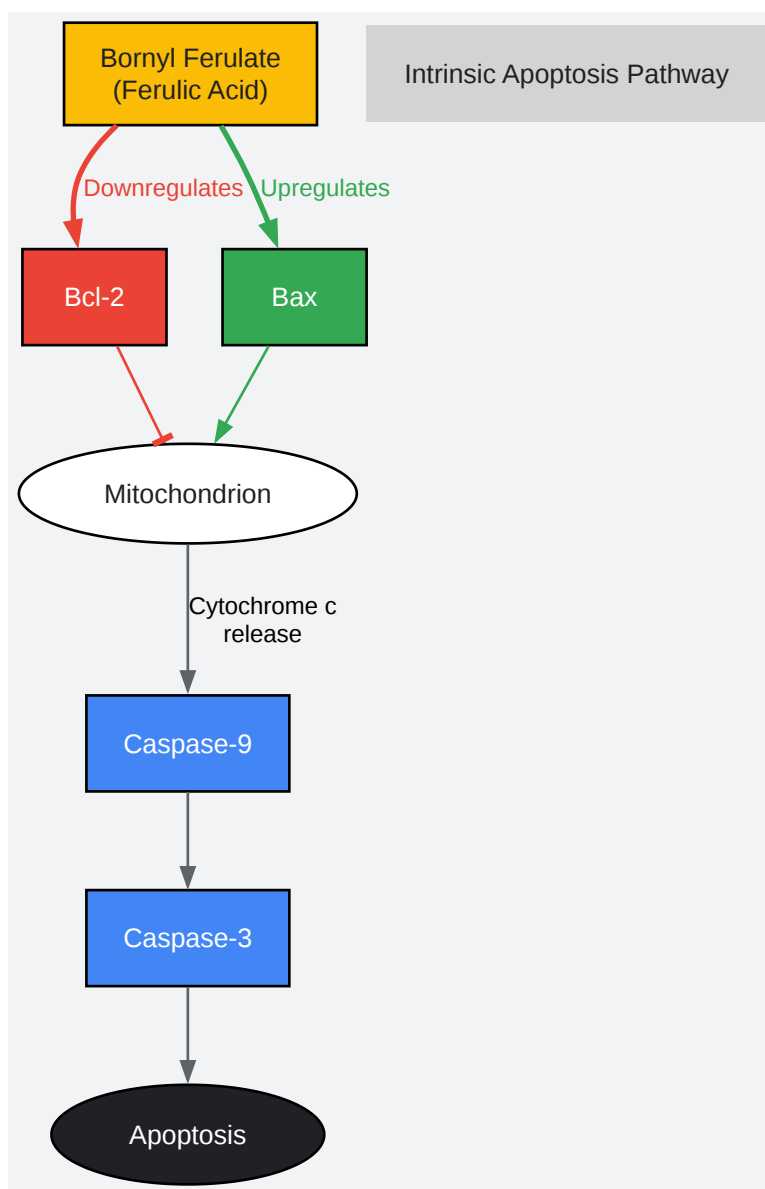 Bornyl Ferulate
(Ferulic Acid)
Intrinsic Apoptosis Pathway
Downregulates
Upregulates
Bcl-2
Bax
Mitochondrion
Cytochrome c
release
Caspase-9
Caspase-3
Apoptosis